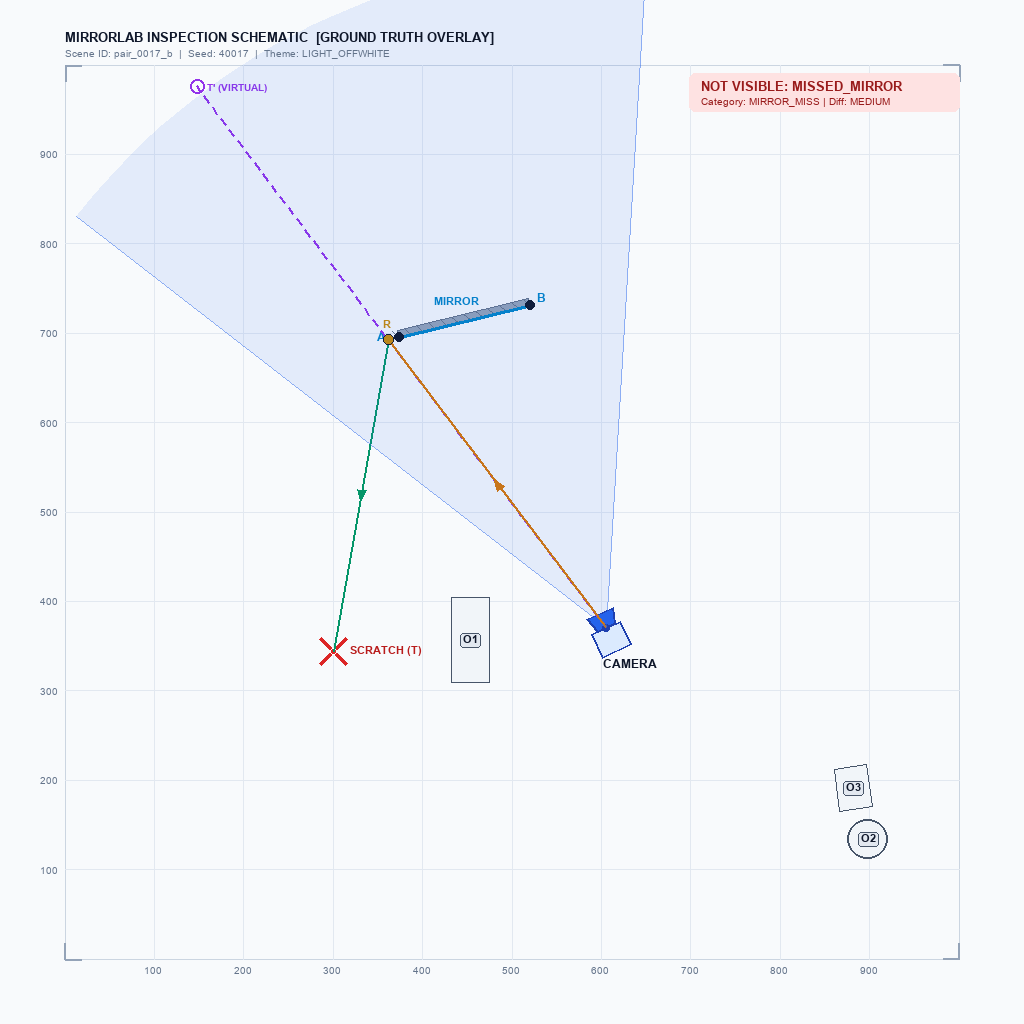 MIRRORLAB INSPECTION SCHEMATIC  [GROUND TRUTH OVERLAY]
Scene ID: pair_0017_b  |  Seed: 40017  |  Theme: LIGHT_OFFWHITE
NOT VISIBLE: MISSED_MIRROR
Category: MIRROR_MISS | Diff: MEDIUM
T' (VIRTUAL)
900
800
MIRROR
B
R
A
700
600
500
400
O1
SCRATCH (T)
CAMERA
300
200
O3
O2
100
100 200 300 400 500 600 700 800 900